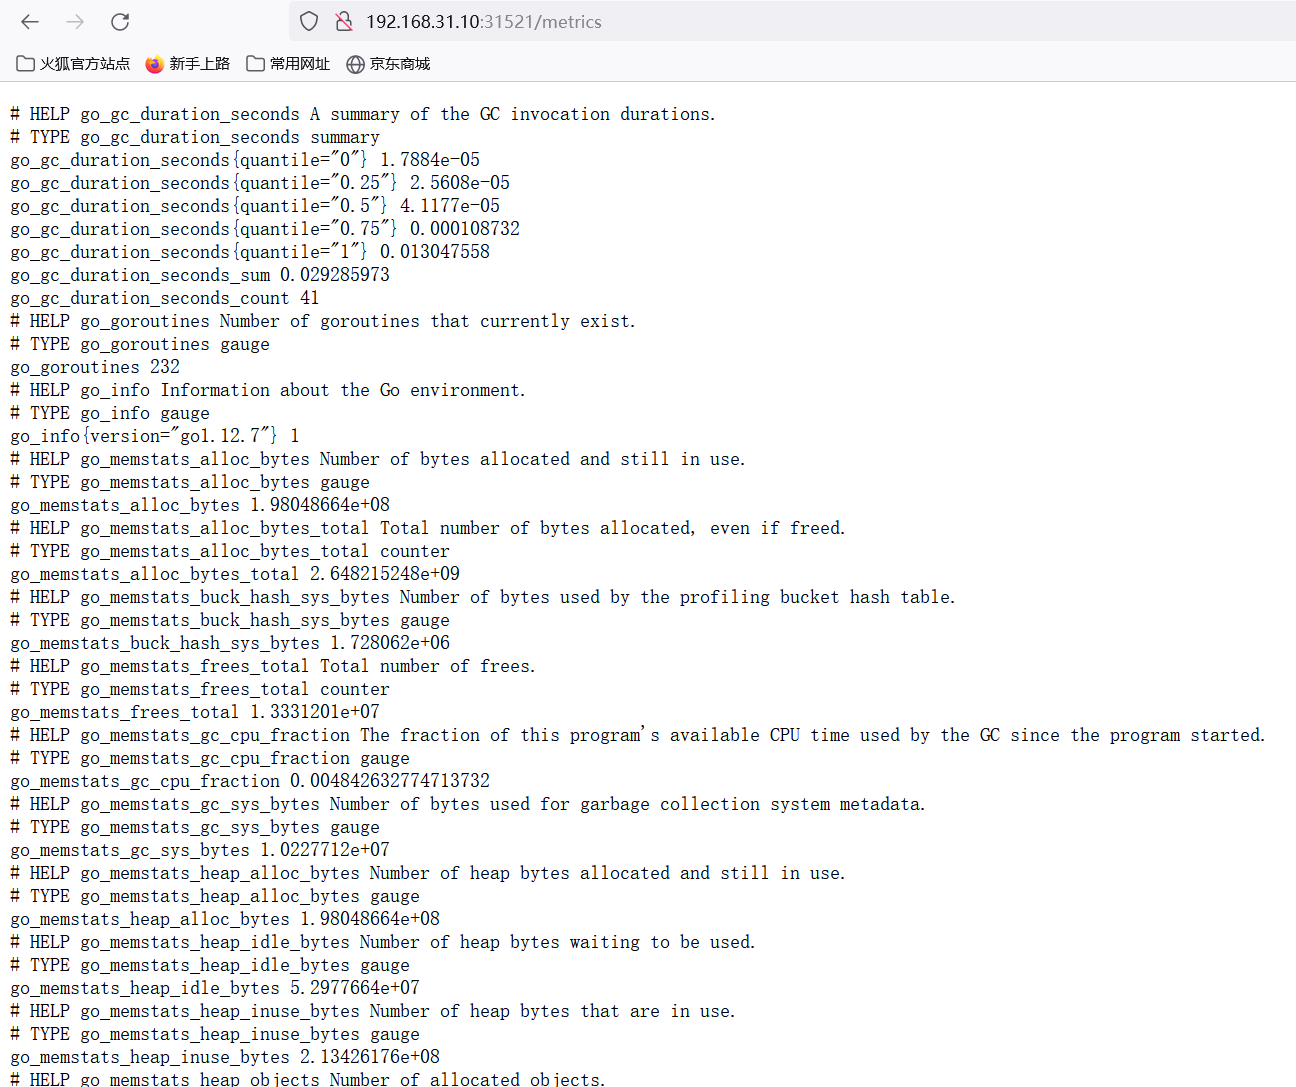 192.168.31.10:31521/metrics
火狐官方站点 新手上路 常用网址 京东商城
# HELP go_gc_duration_seconds A summary of the GC invocation durations.
# TYPE go_gc_duration_seconds summary
go_gc_duration_seconds{quantile="0"} 1.7884e-05
go_gc_duration_seconds{quantile="0.25"} 2.5608e-05
go_gc_duration_seconds{quantile="0.5"} 4.1177e-05
go_gc_duration_seconds{quantile="0.75"} 0.000108732
go_gc_duration_seconds{quantile="1"} 0.013047558
go_gc_duration_seconds_sum 0.029285973
go_gc_duration_seconds_count 41
# HELP go_goroutines Number of goroutines that currently exist.
# TYPE go_goroutines gauge
go_goroutines 232
# HELP go_info Information about the Go environment.
# TYPE go_info gauge
go_info{version="go1.12.7"} 1
# HELP go_memstats_alloc_bytes Number of bytes allocated and still in use.
# TYPE go_memstats_alloc_bytes gauge
go_memstats_alloc_bytes 1.98048664e+08
# HELP go_memstats_alloc_bytes_total Total number of bytes allocated, even if freed.
# TYPE go_memstats_alloc_bytes_total counter
go_memstats_alloc_bytes_total 2.648215248e+09
# HELP go_memstats_buck_hash_sys_bytes Number of bytes used by the profiling bucket hash table.
# TYPE go_memstats_buck_hash_sys_bytes gauge
go_memstats_buck_hash_sys_bytes 1.728062e+06
# HELP go_memstats_frees_total Total number of frees.
# TYPE go_memstats_frees_total counter
go_memstats_frees_total 1.3331201e+07
# HELP go_memstats_gc_cpu_fraction The fraction of this program's available CPU time used by the GC since the program started.
# TYPE go_memstats_gc_cpu_fraction gauge
go_memstats_gc_cpu_fraction 0.004842632774713732
# HELP go_memstats_gc_sys_bytes Number of bytes used for garbage collection system metadata.
# TYPE go_memstats_gc_sys_bytes gauge
go_memstats_gc_sys_bytes 1.0227712e+07
# HELP go_memstats_heap_alloc_bytes Number of heap bytes allocated and still in use.
# TYPE go_memstats_heap_alloc_bytes gauge
go_memstats_heap_alloc_bytes 1.98048664e+08
# HELP go_memstats_heap_idle_bytes Number of heap bytes waiting to be used.
# TYPE go_memstats_heap_idle_bytes gauge
go_memstats_heap_idle_bytes 5.2977664e+07
# HELP go_memstats_heap_inuse_bytes Number of heap bytes that are in use.
# TYPE go_memstats_heap_inuse_bytes gauge
go_memstats_heap_inuse_bytes 2.13426176e+08
# HELP go_memstats_heap_objects Number of allocated objects.